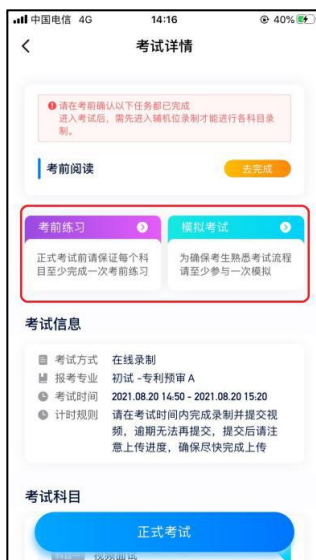 中国电信 4G 14:16 40%
考试详情
请在考前确认以下任务都已完成
进入考试后，需先进入辅机位录制才能进行各科目录
制。
考前阅读 去完成
考前练习 模拟考试
正式考试前请保证每个科
目至少完成一次考前练习
为确保考生熟悉考试流程
请至少参与一次模拟
考试信息
考试方式 在线录制
报考专业 初试 -专利预审 A
考试时间 2021.08.20 14:50 - 2021.08.20 15:20
计时规则 请在考试时间内完成录制并提交视
频，逾期无法再提交，提交后请注
意上传进度，确保尽快完成上传
考试科目
正式考试
视频面试